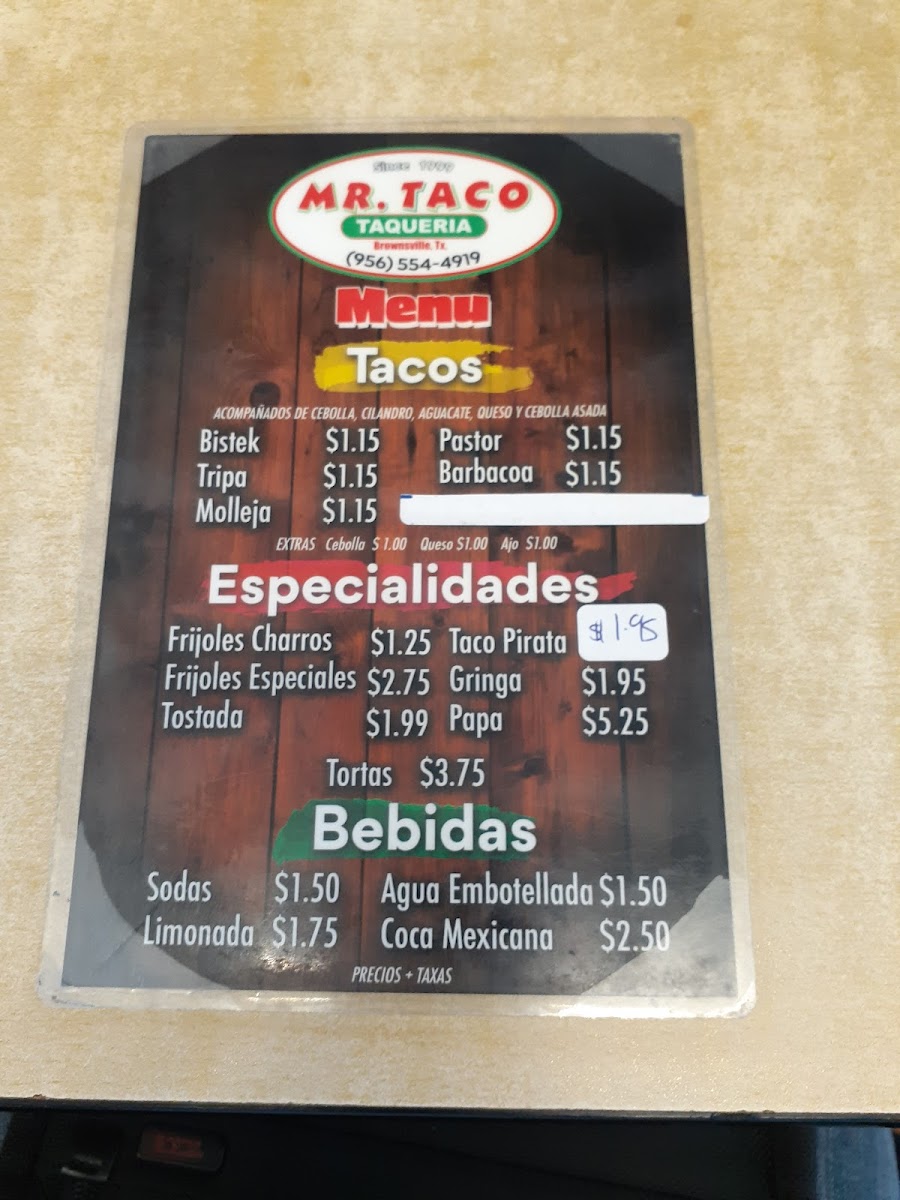 Since 1999
MR. TACO
TAQUERIA
Brownsville, Tx.
(956) 554-4919
Menu
Tacos
ACOMPAÑADOS DE CEBOLLA, CILANDRO, AGUACATE, QUESO Y CEBOLLA ASADA
Bistek $1.15 Pastor $1.15
Tripa $1.15 Barbacoa $1.15
Molleja $1.15
EXTRAS Cebolla $1.00 Queso $1.00 Ajo $1.00
Especialidades
Frijoles Charros $1.25 Taco Pirata $1.95
Frijoles Especiales $2.75 Gringa $1.95
Tostada $1.99 Papa $5.25
Tortas $3.75
Bebidas
Sodas $1.50 Agua Embotellada $1.50
Limonada $1.75 Coca Mexicana $2.50
PRECIOS + TAXAS